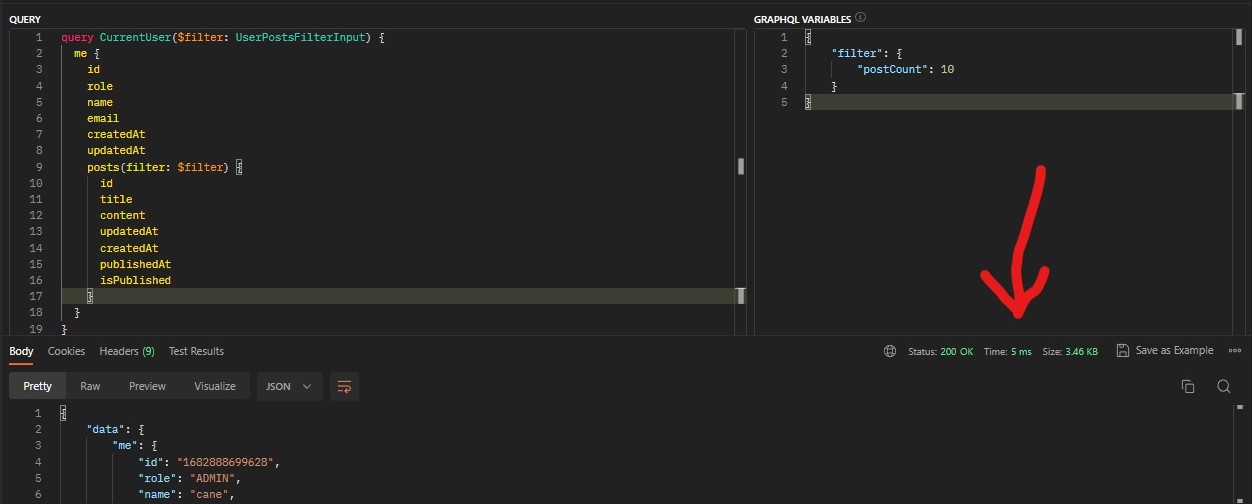 QUERY
1 query CurrentUser($filter: UserPostsFilterInput) {
2 me {
3 id
4 role
5 name
6 email
7 createdAt
8 updatedAt
9 posts(filter: $filter) {
10 id
11 title
12 content
13 updatedAt
14 createdAt
15 publishedAt
16 isPublished
17 }
18 }
19 }
GRAPHQL VARIABLES
1 {
2 "filter": {
3 "postCount": 10
4 }
5 }
Body Cookies Headers (9) Test Results
Status: 200 OK Time: 5 ms Size: 3.46 KB Save as Example
Pretty Raw Preview Visualize JSON
1 {
2 "data": {
3 "me": {
4 "id": "1682888699628",
5 "role": "ADMIN",
6 "name": "cane",